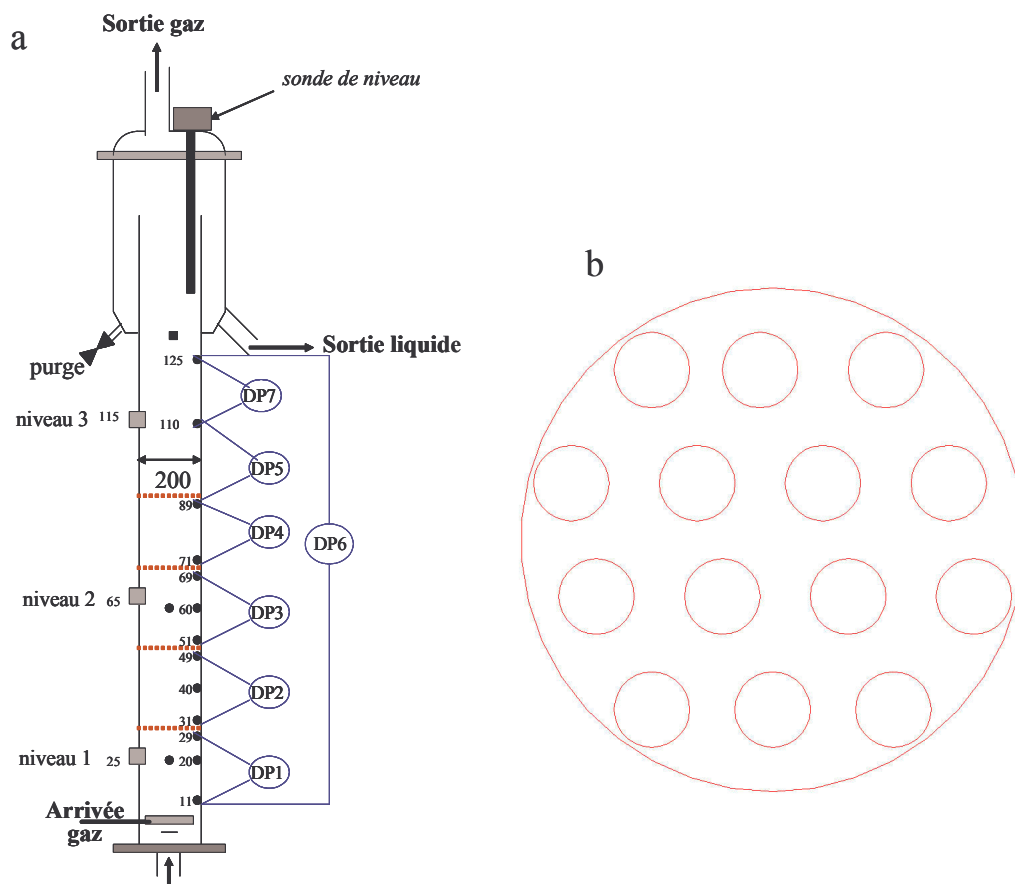 a
Sortie gaz
sonde de niveau
Sortie liquide
purge
125
DP7
niveau 3
115
110
200
DP5
89
DP4
DP6
71
69
niveau 2
65
60
DP3
51
49
40
DP2
31
29
niveau 1
25
20
DP1
11
Arrivée
gaz
b